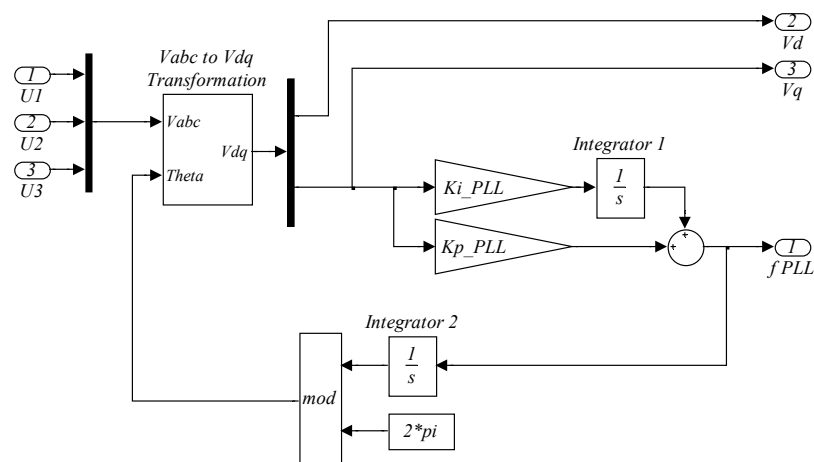 2
Vd
Vabc to Vdq
Transformation
3
Vq
1
U1
2
U2
3
U3
Vabc
Vdq
Theta
Integrator 1
Ki_PLL
1
s
Kp_PLL
+
+
1
fPLL
Integrator 2
1
s
mod
2*pi